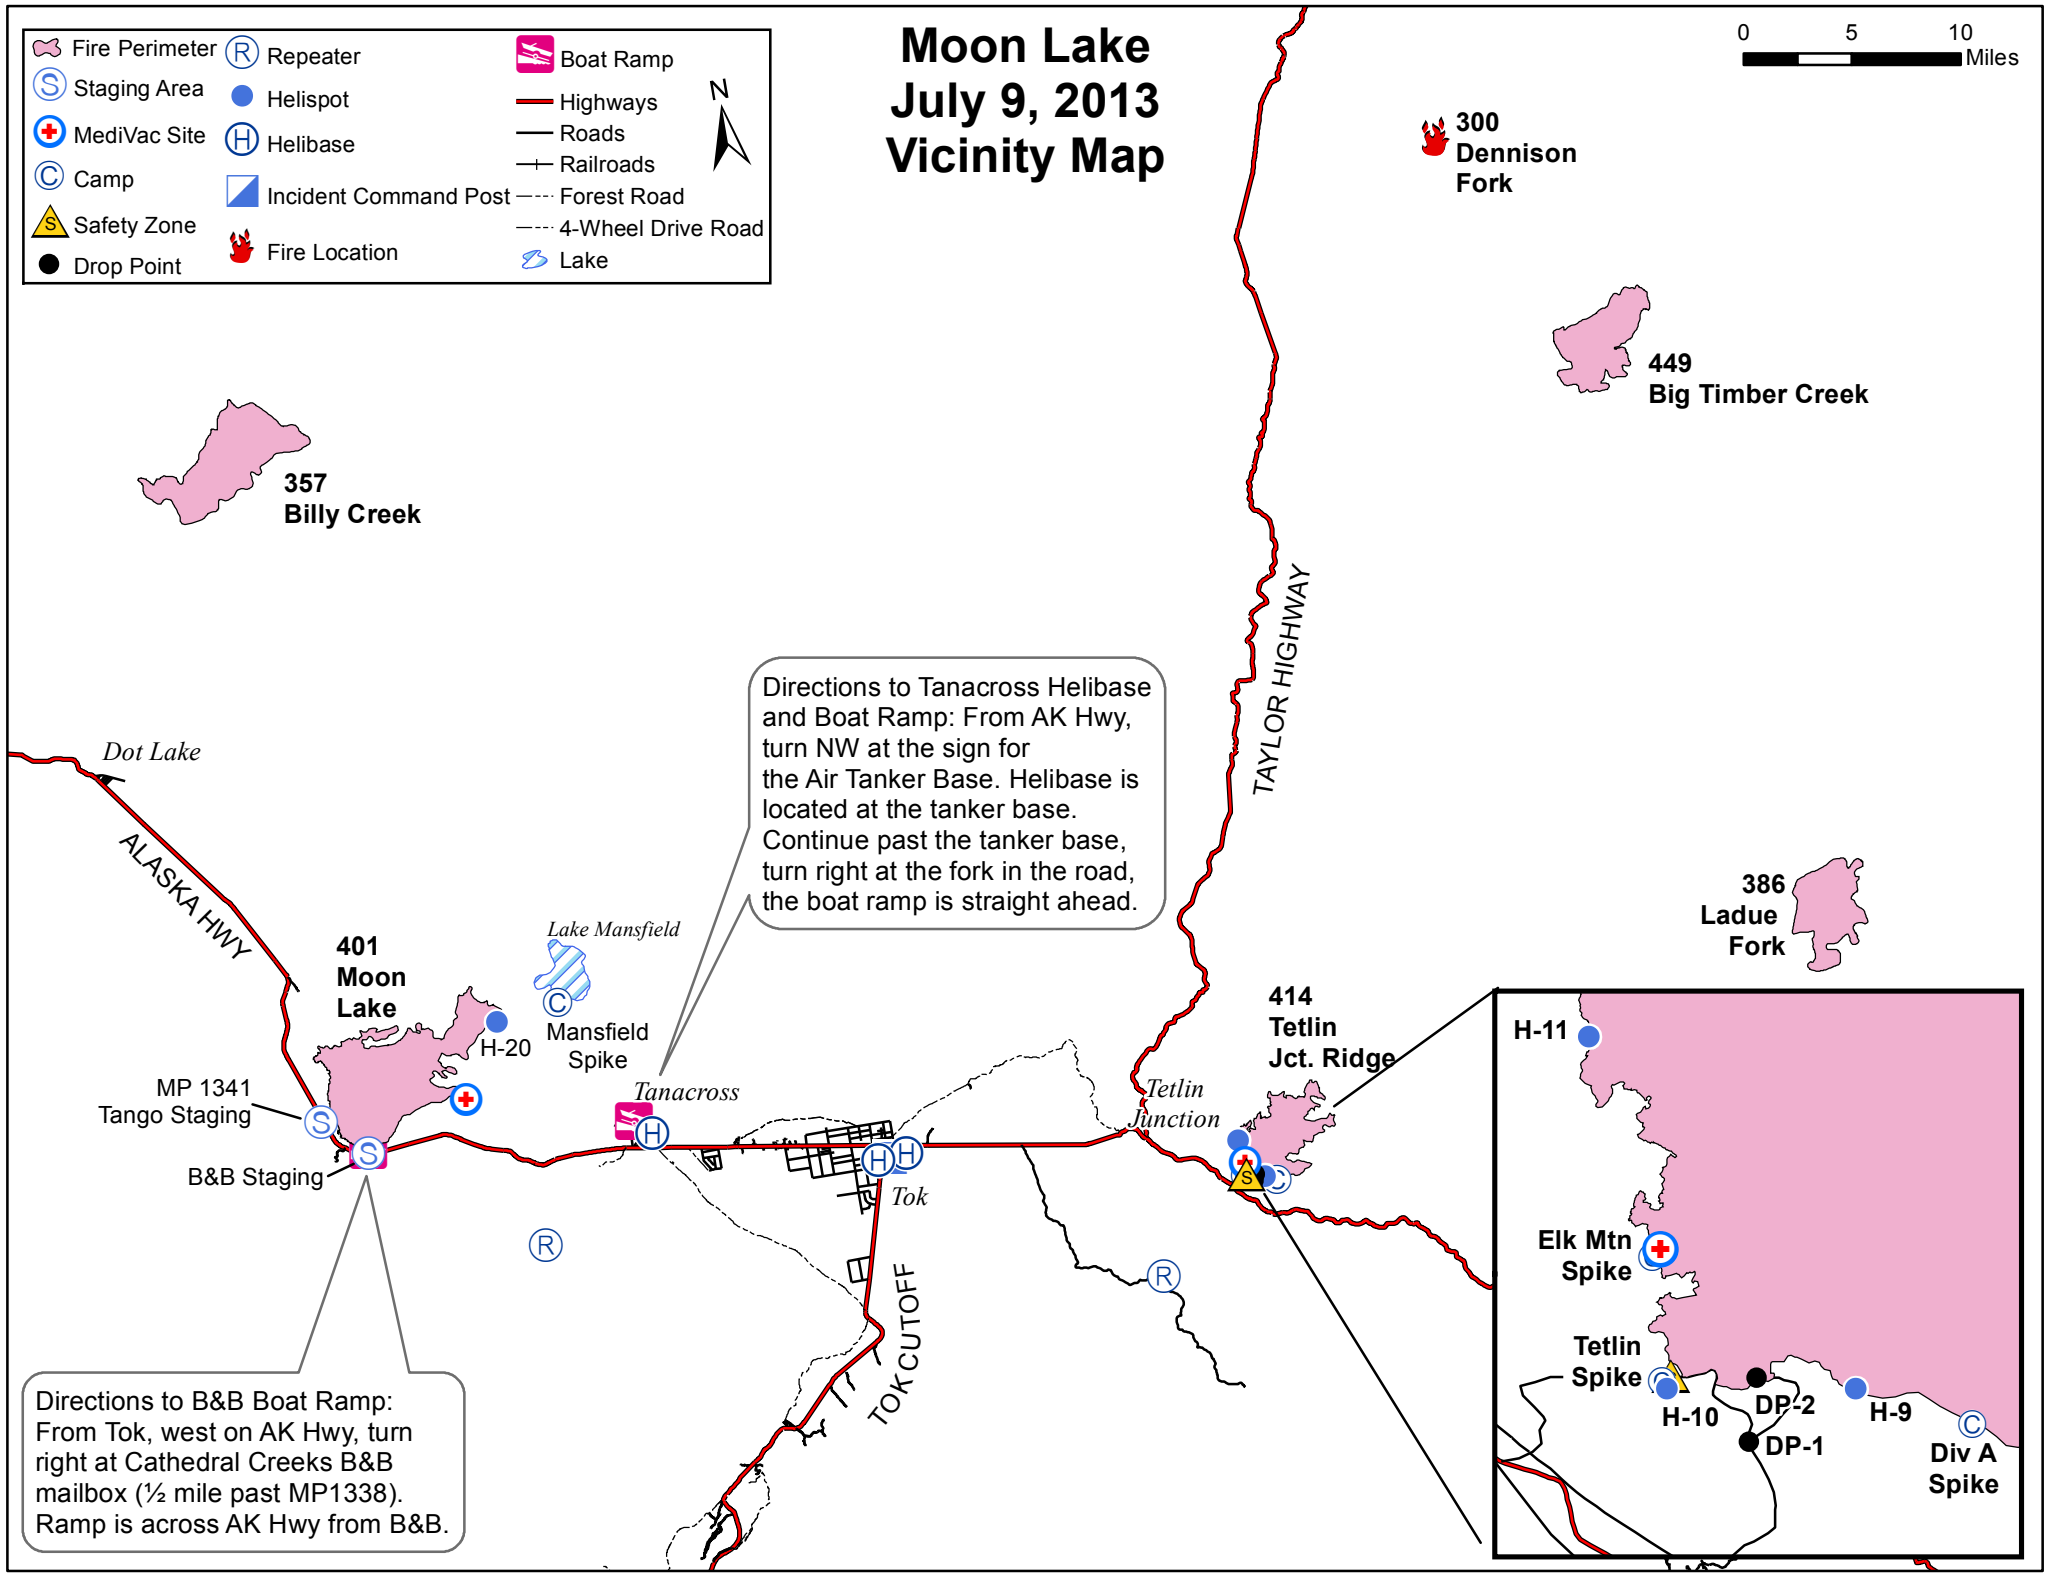 Moon Lake
July 9, 2013
Vicinity Map
Fire Perimeter
S Staging Area
MediVac Site
C Camp
S Safety Zone
Drop Point
R Repeater
Helispot
H Helibase
Incident Command Post
Fire Location
Boat Ramp
Highways
Roads
Railroads
Forest Road
4-Wheel Drive Road
Lake
N
0 5 10
Miles
300
Dennison
Fork
449
Big Timber Creek
357
Billy Creek
TAYLOR HIGHWAY
Directions to Tanacross Helibase
and Boat Ramp: From AK Hwy,
turn NW at the sign for
the Air Tanker Base. Helibase is
located at the tanker base.
Continue past the tanker base,
turn right at the fork in the road,
the boat ramp is straight ahead.
Dot Lake
ALASKA HWY
386
Ladue
Fork
401
Moon
Lake
Lake Mansfield
C
Mansfield
Spike
H-20
414
Tetlin
Jct. Ridge
MP 1341
Tango Staging
S
B&B Staging
S
Tanacross
H
Tetlin
Junction
H H
Tok
S
C
R
R
TOK CUTOFF
Directions to B&B Boat Ramp:
From Tok, west on AK Hwy, turn
right at Cathedral Creeks B&B
mailbox (½ mile past MP1338).
Ramp is across AK Hwy from B&B.
H-11
Elk Mtn
Spike
Tetlin
Spike
C
H-10
DP-2
DP-1
H-9
C
Div A
Spike